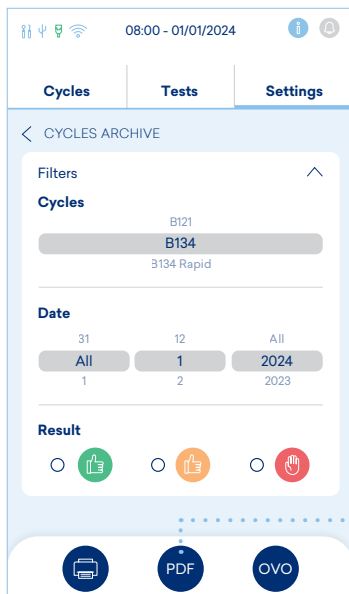 08:00 - 01/01/2024
Cycles Tests Settings
CYCLES ARCHIVE
Filters
Cycles
B121
B134
B134 Rapid
Date
31 12 All
All 1 2024
1 2 2023
Result
PDF OVO